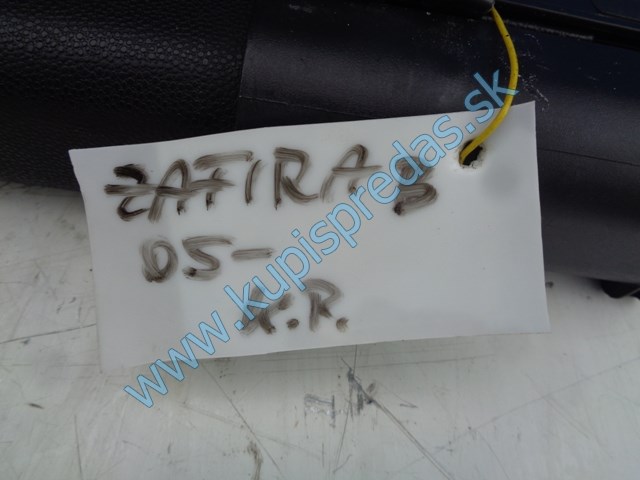 ZAFIRA B
05-
A.R.
www.kupispredas.sk